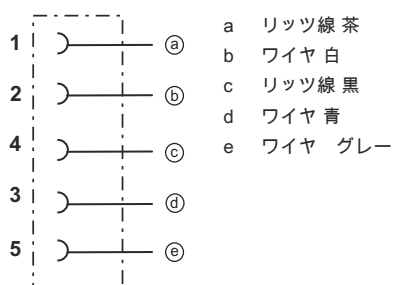 1 ⓐ
2 ⓑ
4 ⓒ
3 ⓓ
5 ⓔ
a リッツ線 茶
b ワイヤ 白
c リッツ線 黒
d ワイヤ 青
e ワイヤ　グレー